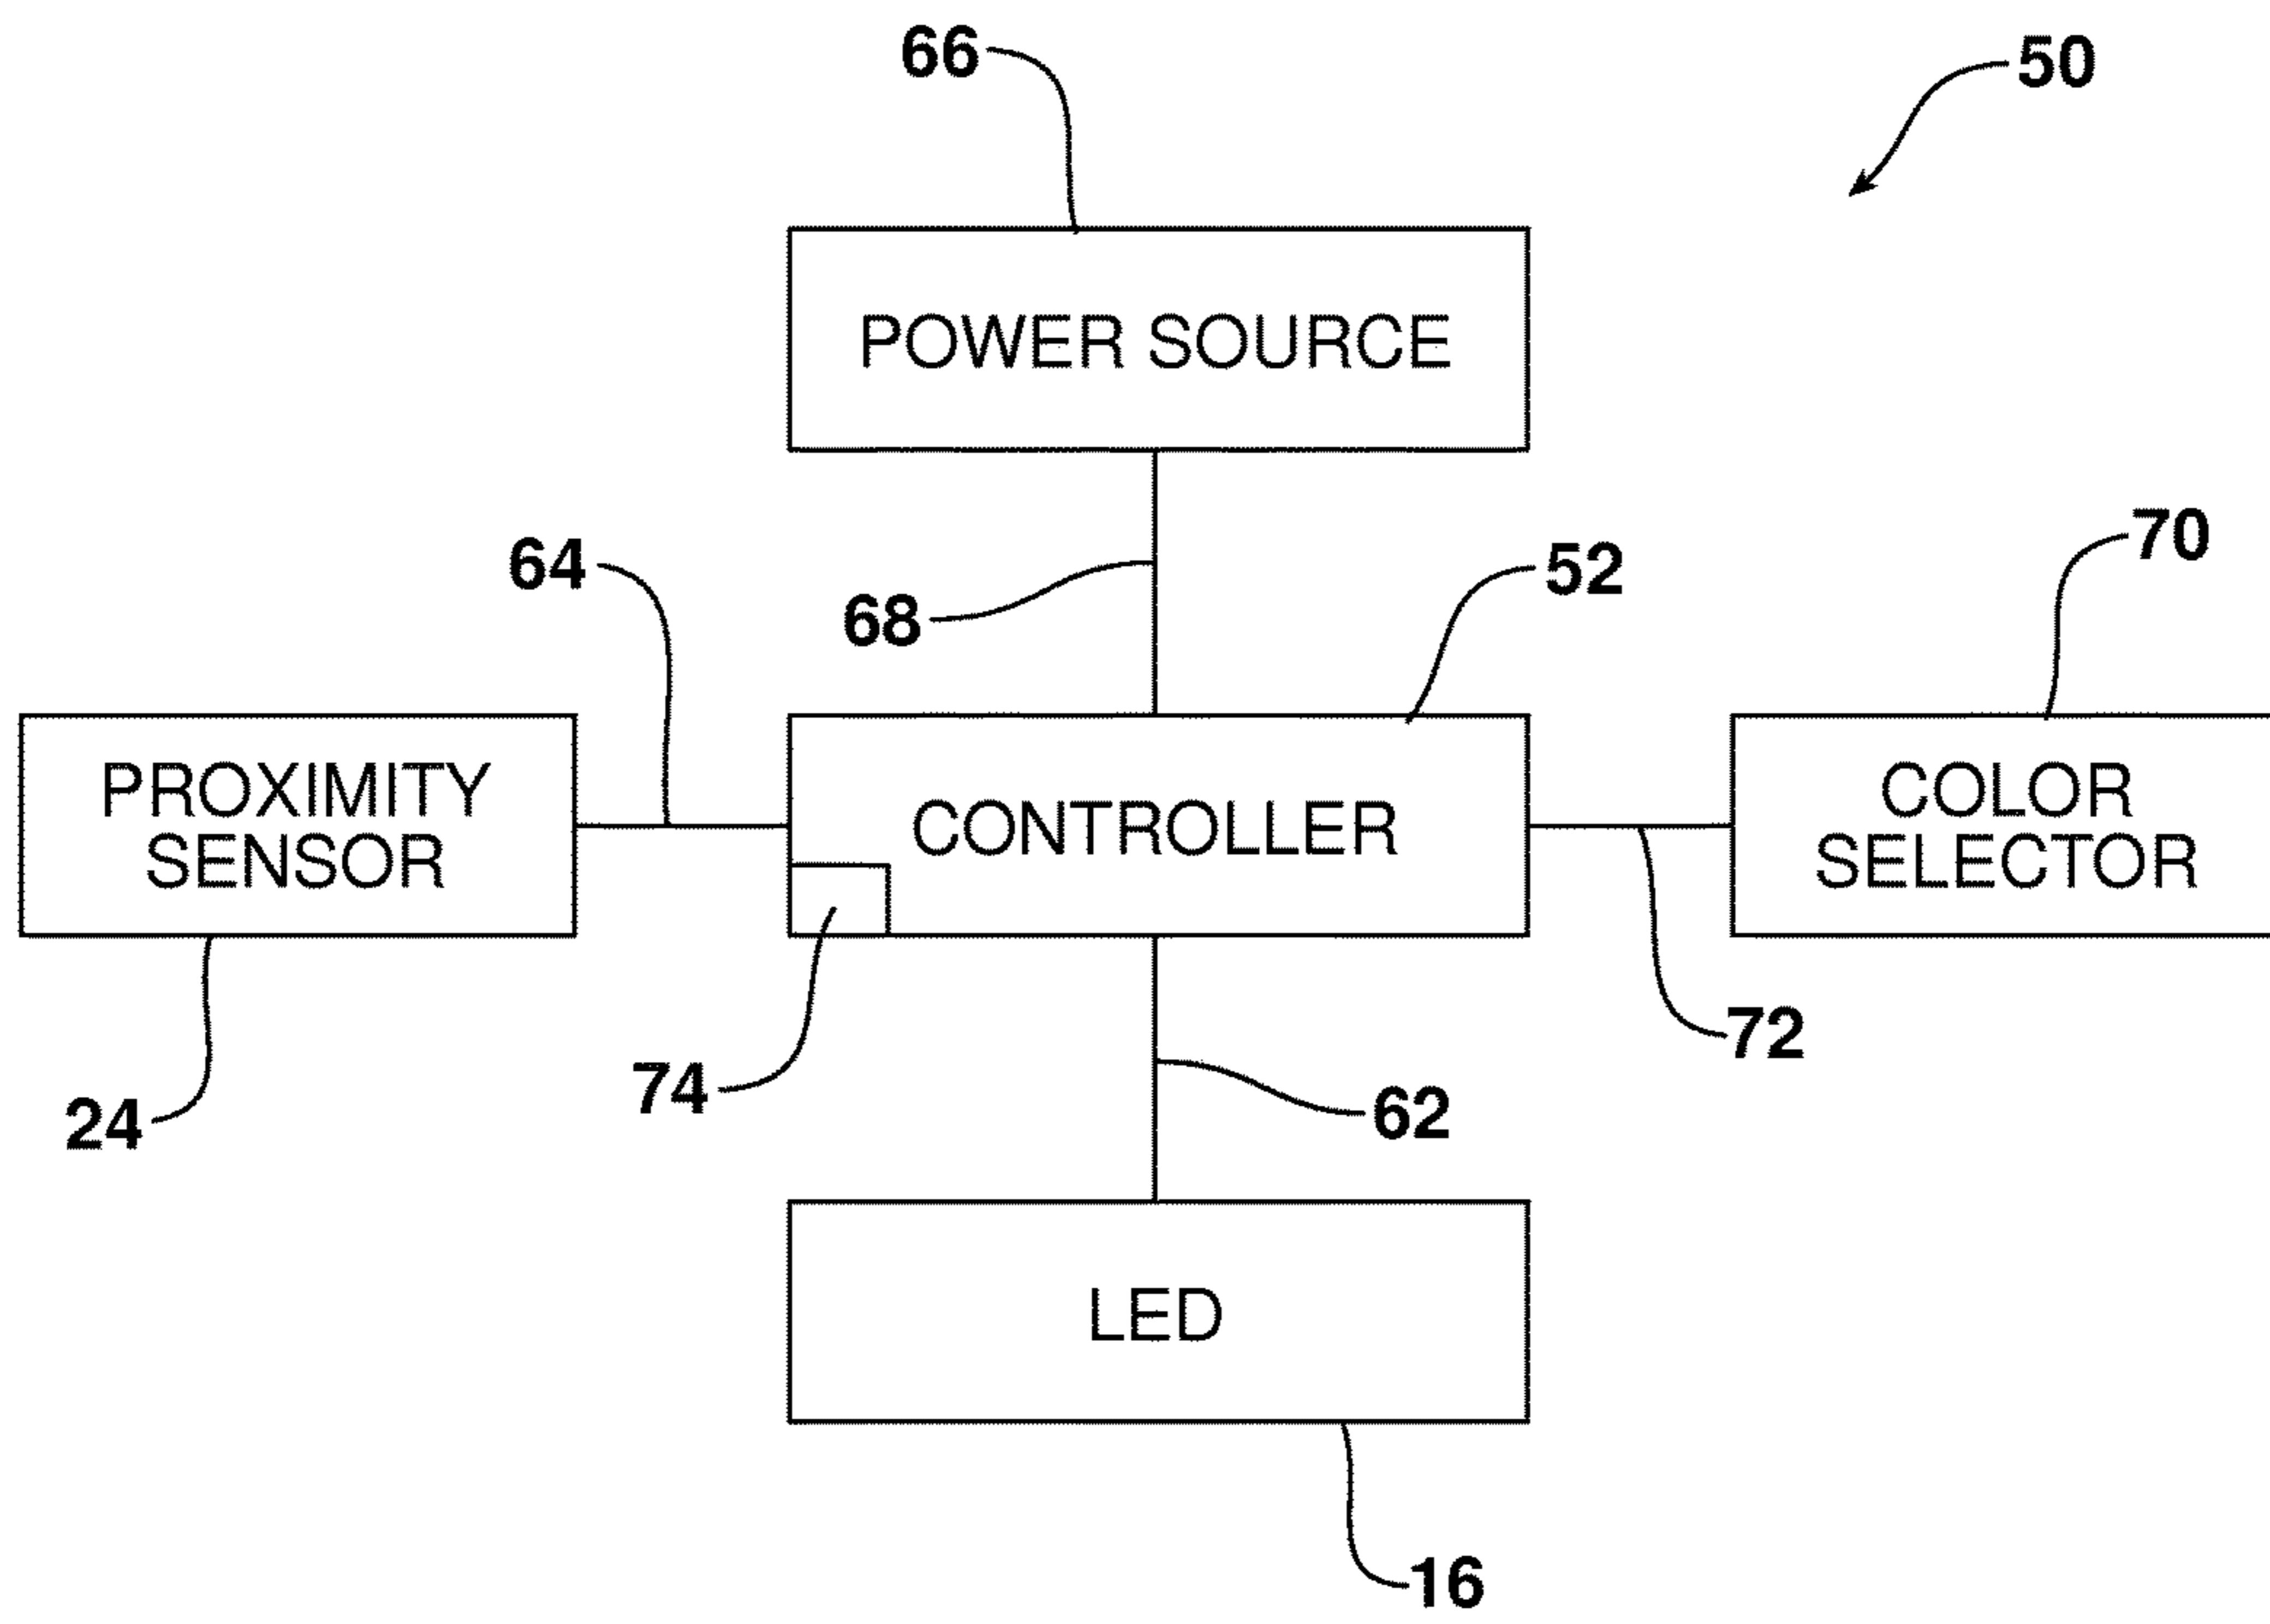 66
50
POWER SOURCE
64
68
52
70
PROXIMITY
SENSOR
CONTROLLER
COLOR
SELECTOR
24
74
62
72
LED
16